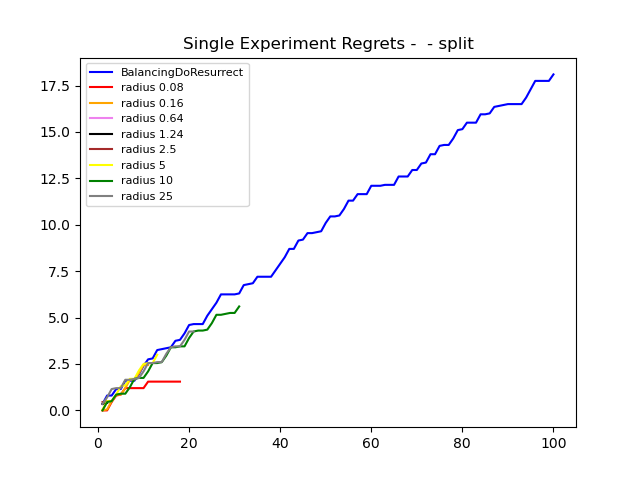 Single Experiment Regrets -  - split
BalancingDoResurrect
radius 0.08
radius 0.16
radius 0.64
radius 1.24
radius 2.5
radius 5
radius 10
radius 25
17.5
15.0
12.5
10.0
7.5
5.0
2.5
0.0
0 20 40 60 80 100